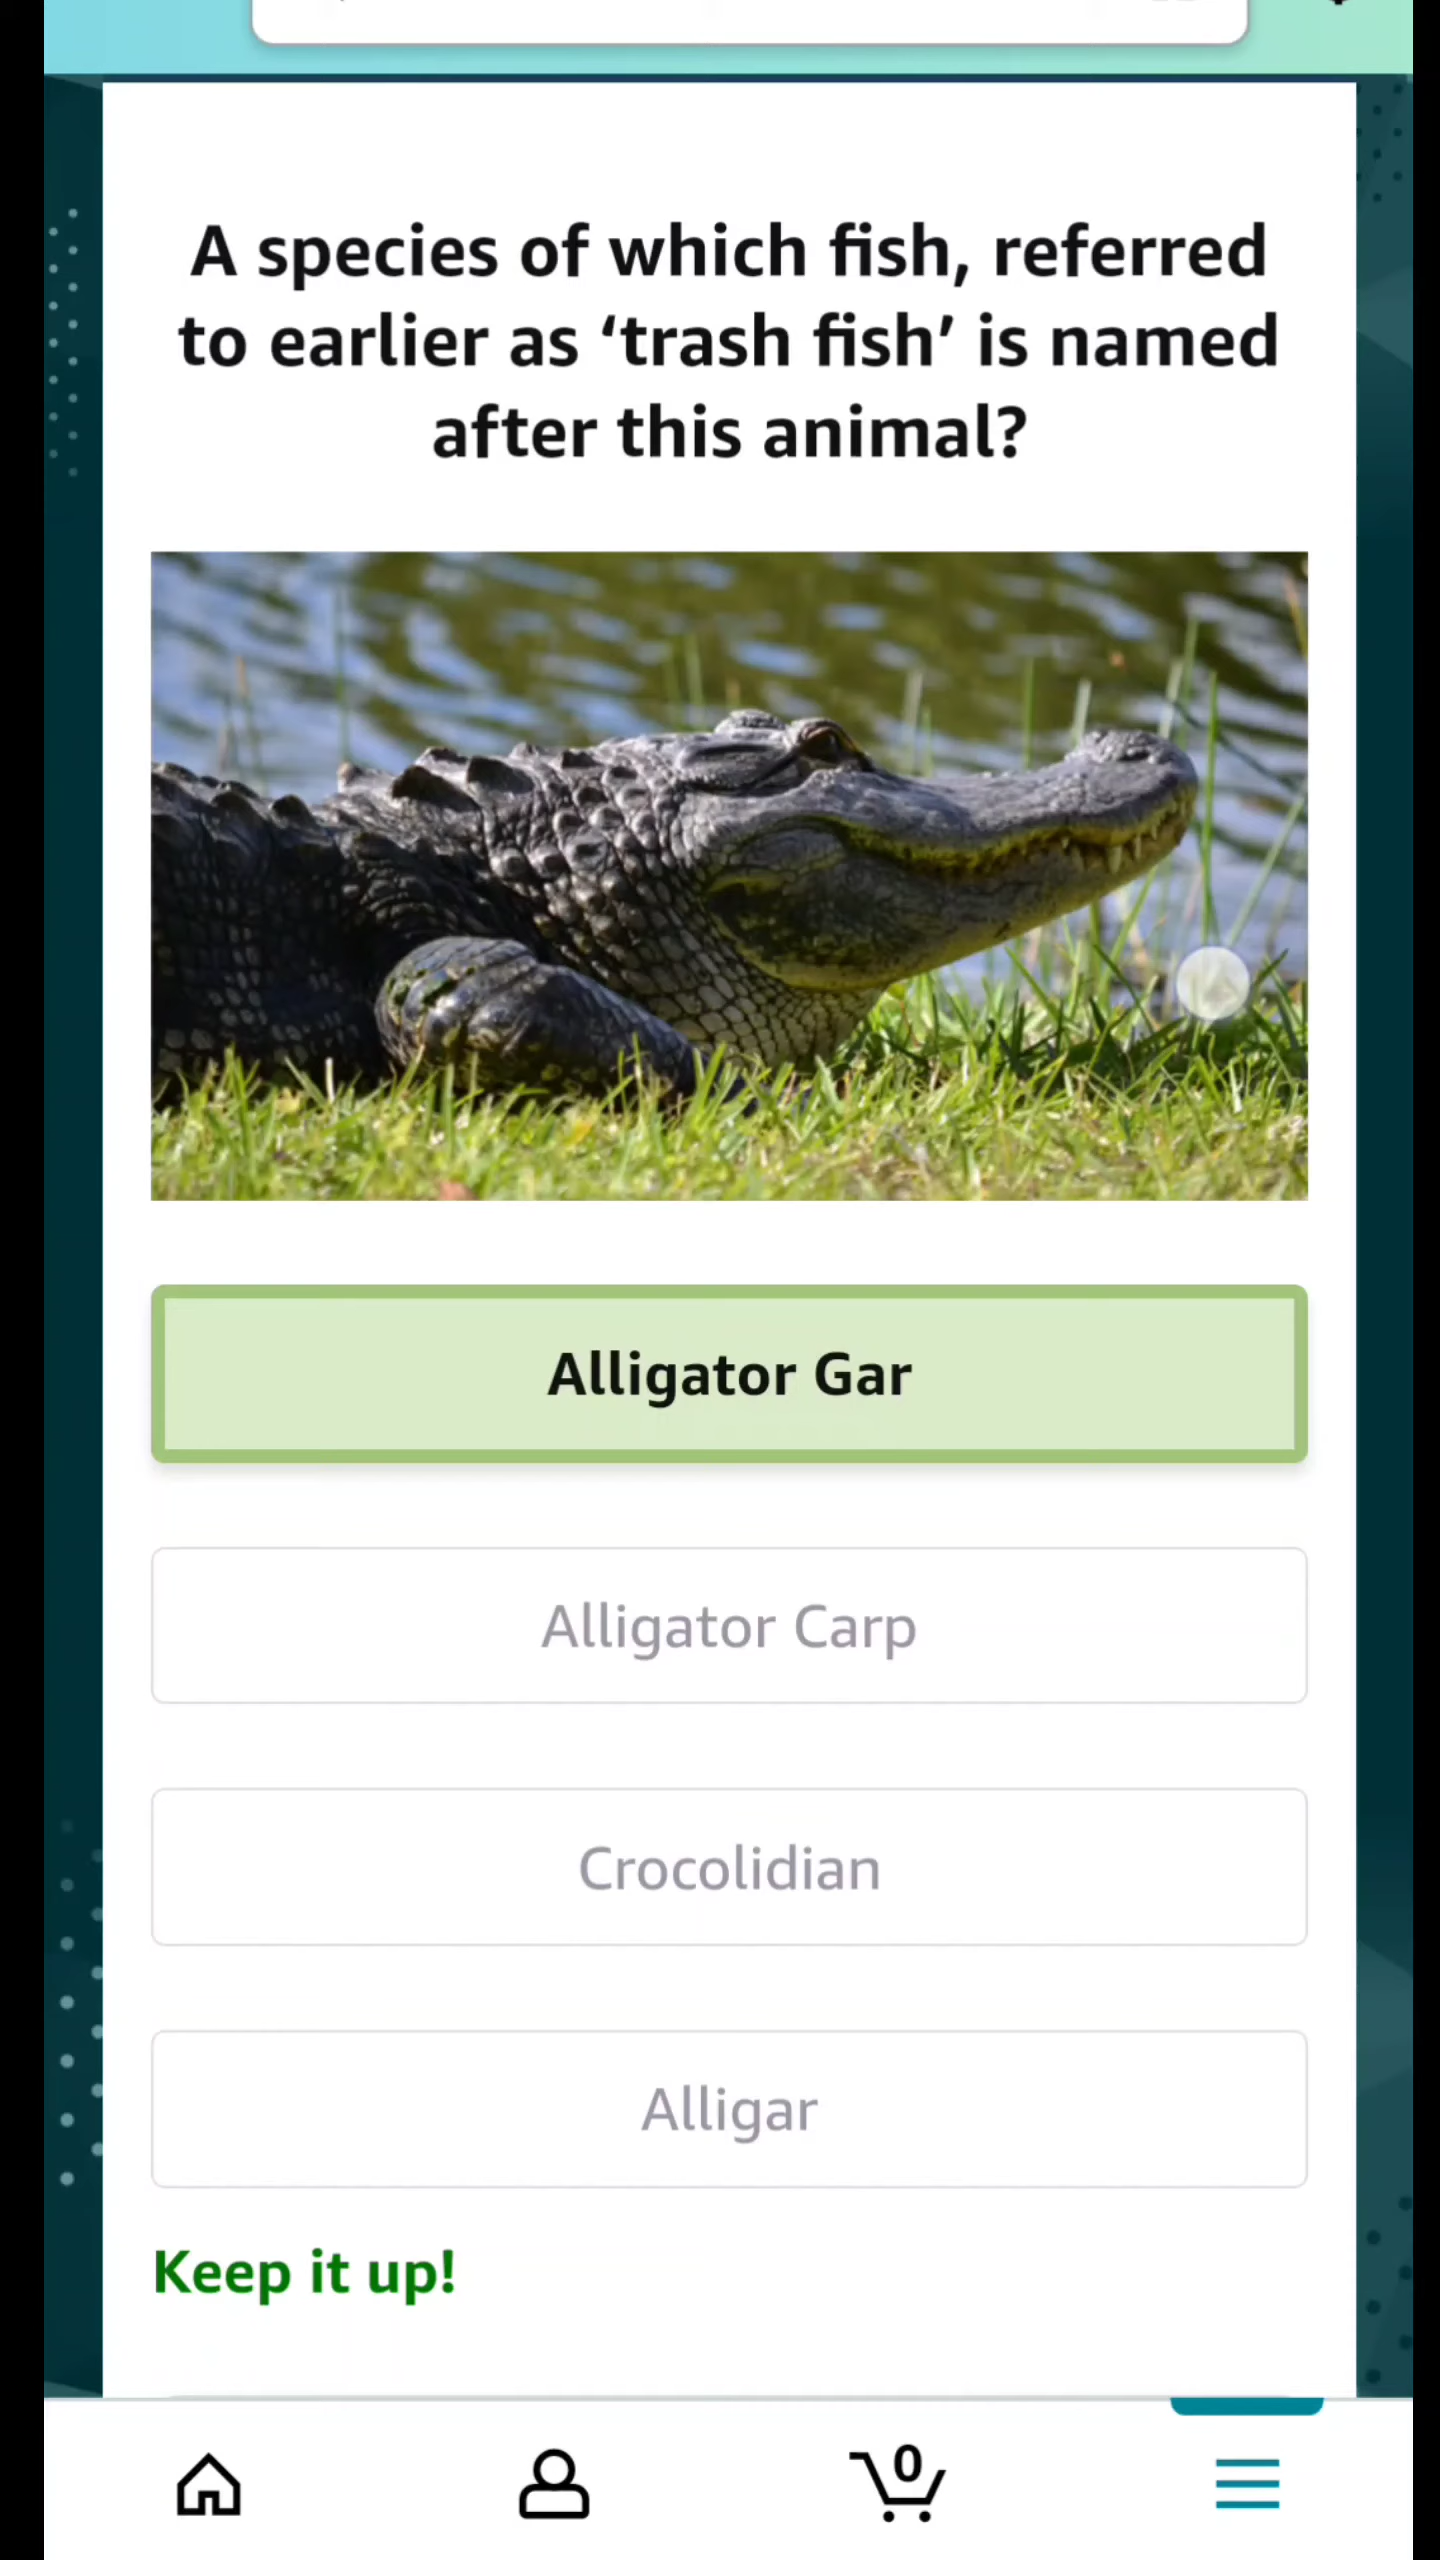 A species of which fish, referred
to earlier as ‘trash fish’ is named
after this animal?
Alligator Gar
Alligator Carp
Crocolidian
Alligar
Keep it up!
0